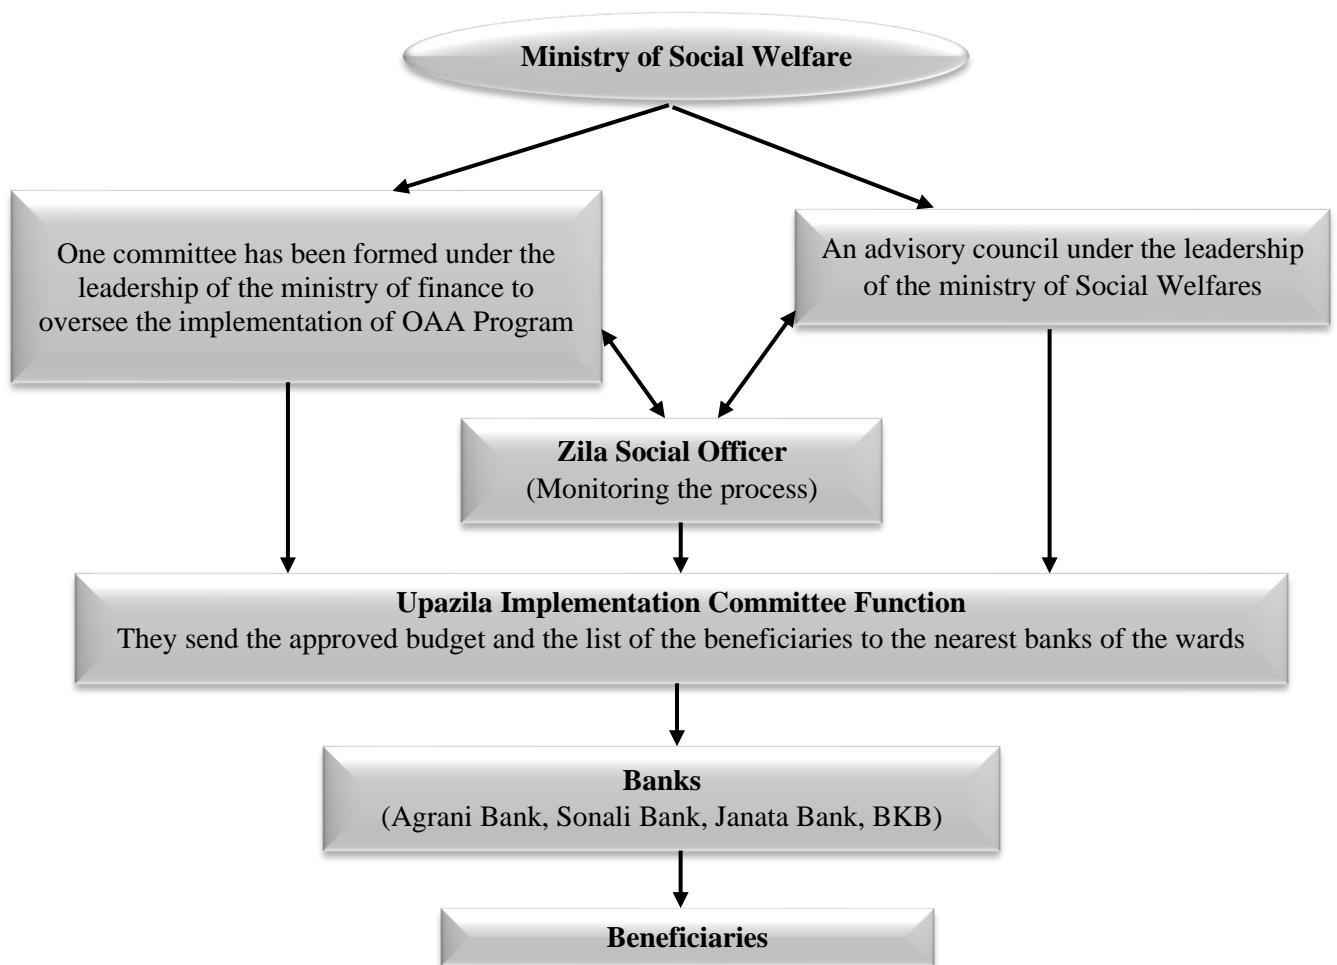 Ministry of Social Welfare
One committee has been formed under the
leadership of the ministry of finance to
oversee the implementation of OAA Program
An advisory council under the leadership
of the ministry of Social Welfares
Zila Social Officer
(Monitoring the process)
Upazila Implementation Committee Function
They send the approved budget and the list of the beneficiaries to the nearest banks of the wards
Banks
(Agrani Bank, Sonali Bank, Janata Bank, BKB)
Beneficiaries